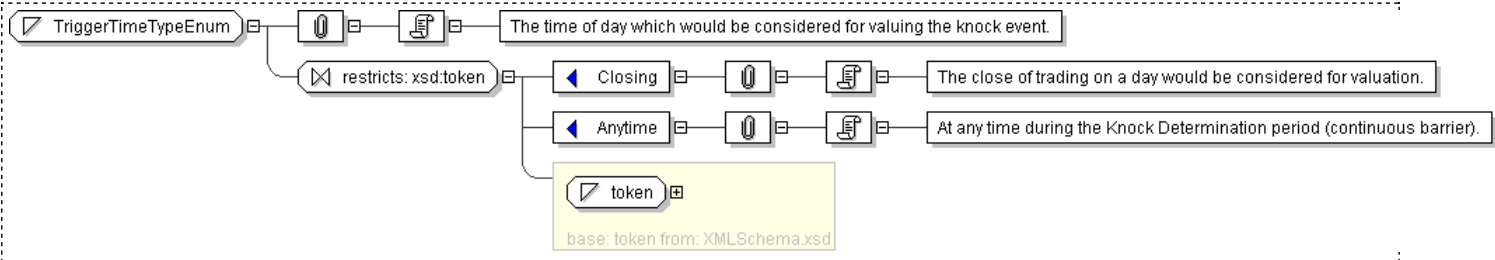 TriggerTimeTypeEnum
The time of day which would be considered for valuing the knock event.
restricts: xsd:token
Closing
The close of trading on a day would be considered for valuation.
Anytime
At any time during the Knock Determination period (continuous barrier).
token
base: token from: XMLSchema.xsd